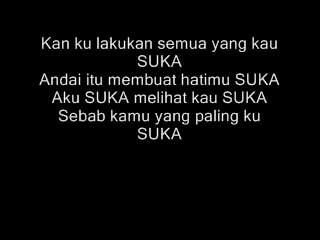 Kan ku lakukan semua yang kau
SUKA
Andai itu membuat hatimu SUKA
Aku SUKA melihat kau SUKA
Sebab kamu yang paling ku
SUKA